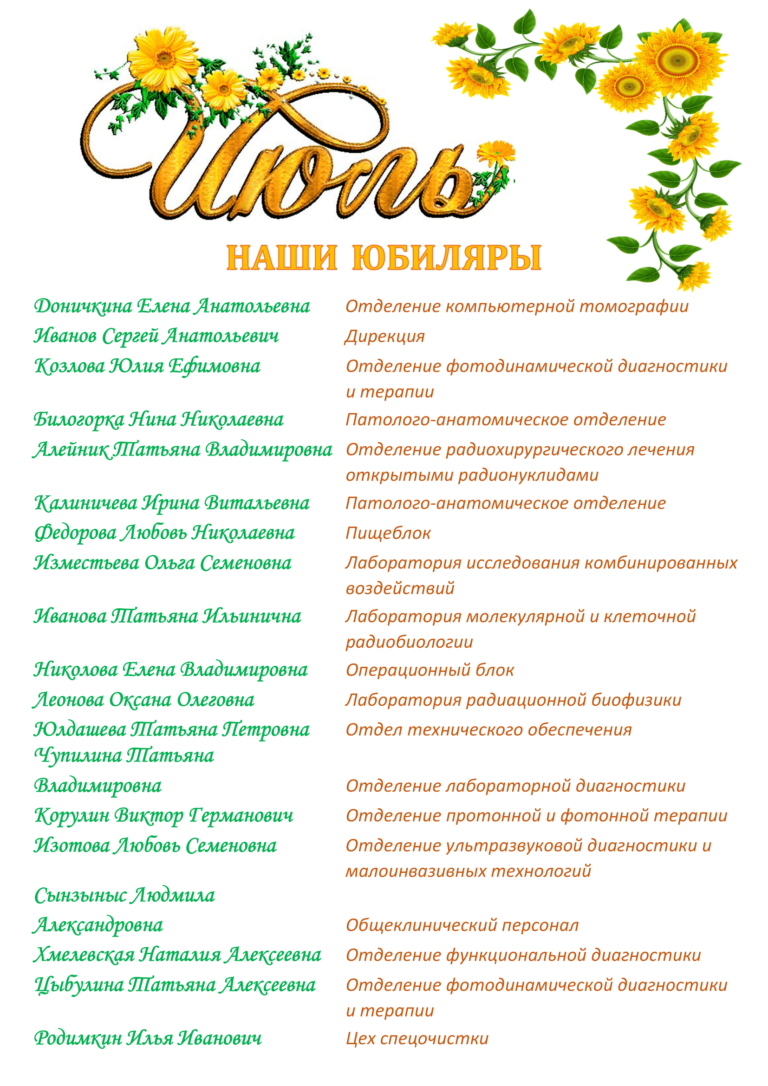 Июль
НАШИ ЮБИЛЯРЫ
Доничкина Елена Анатольевна Отделение компьютерной томографии
Иванов Сергей Анатольевич Дирекция
Козлова Юлия Ефимовна Отделение фотодинамической диагностики
и терапии
Билогорка Нина Николаевна Патолого-анатомическое отделение
Алейник Татьяна Владимировна Отделение радиохирургического лечения
открытыми радионуклидами
Калиничева Ирина Витальевна Патолого-анатомическое отделение
Федорова Любовь Николаевна Пищеблок
Изместьева Ольга Семеновна Лаборатория исследования комбинированных
воздействий
Иванова Татьяна Ильинична Лаборатория молекулярной и клеточной
радиобиологии
Николова Елена Владимировна Операционный блок
Леонова Оксана Олеговна Лаборатория радиационной биофизики
Юлдашева Татьяна Петровна Отдел технического обеспечения
Чупилина Татьяна
Владимировна Отделение лабораторной диагностики
Корулин Виктор Германович Отделение протонной и фотонной терапии
Изотова Любовь Семеновна Отделение ультразвуковой диагностики и
малоинвазивных технологий
Сынзыныс Людмила
Александровна Общеклинический персонал
Хмелевская Наталия Алексеевна Отделение функциональной диагностики
Цыбулина Татьяна Алексеевна Отделение фотодинамической диагностики
и терапии
Родимкин Илья Иванович Цех спецочистки